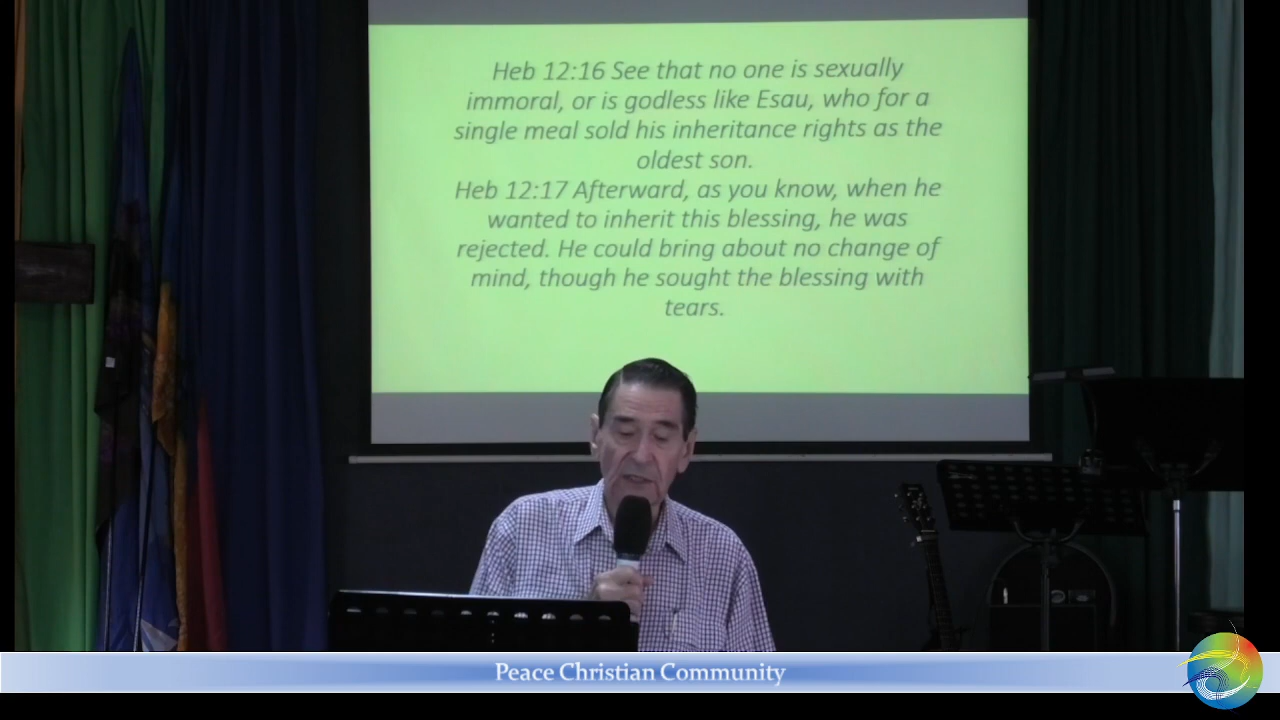 Heb 12:16 See that no one is sexually
immoral, or is godless like Esau, who for a
single meal sold his inheritance rights as the
oldest son.
Heb 12:17 Afterward, as you know, when he
wanted to inherit this blessing, he was
rejected. He could bring about no change of
mind, though he sought the blessing with
tears.
Peace Christian Community